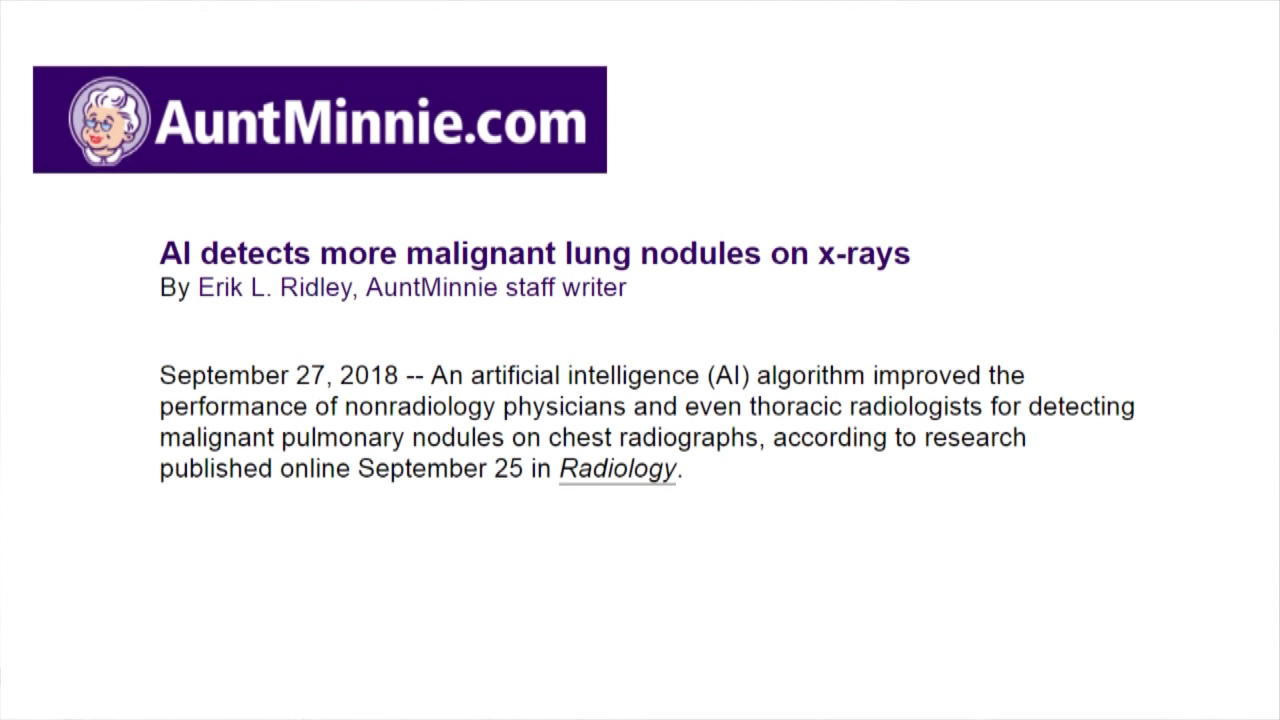 AuntMinnie.com
AI detects more malignant lung nodules on x-rays
By Erik L. Ridley, AuntMinnie staff writer
September 27, 2018 -- An artificial intelligence (AI) algorithm improved the
performance of nonradiology physicians and even thoracic radiologists for detecting
malignant pulmonary nodules on chest radiographs, according to research
published online September 25 in Radiology.